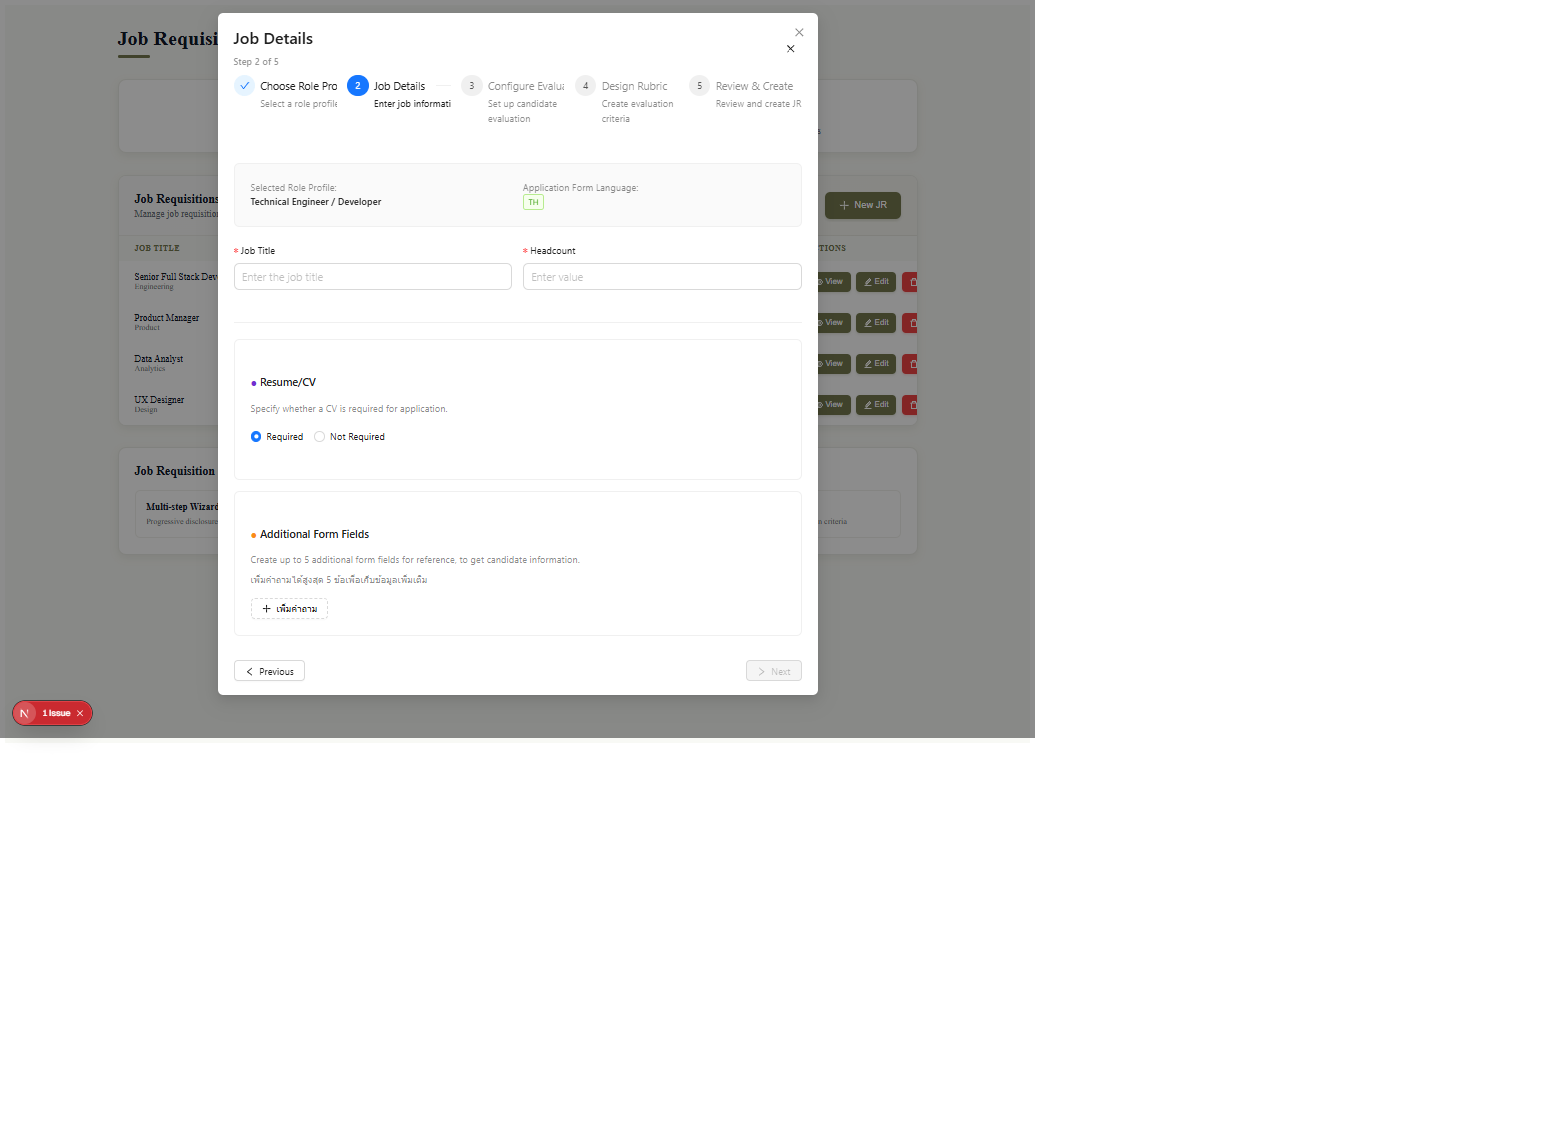 Job Requisi
Job Details
Step 2 of 5
Choose Role Pro
Select a role profile
2
Job Details
Enter job informati
3
Configure Evalua
Set up candidate
evaluation
4
Design Rubric
Create evaluation
criteria
5
Review & Create
Review and create JR
Selected Role Profile:
Technical Engineer / Developer
Application Form Language:
TH
* Job Title
Enter the job title
* Headcount
Enter value
Resume/CV
Specify whether a CV is required for application.
Required
Not Required
Additional Form Fields
Create up to 5 additional form fields for reference, to get candidate information.
เพิ่มคำถามได้สูงสุด 5 ข้อเพื่อเก็บข้อมูลเพิ่มเติม
เพิ่มคำถาม
Previous
Next
Job Requisitions
Manage job requisition
New JR
JOB TITLE
TIONS
Senior Full Stack Dev
Engineering
View
Edit
Product Manager
Product
View
Edit
Data Analyst
Analytics
View
Edit
UX Designer
Design
View
Edit
Job Requisition
Multi-step Wizard
Progressive disclosure
n criteria
s
N
1 Issue